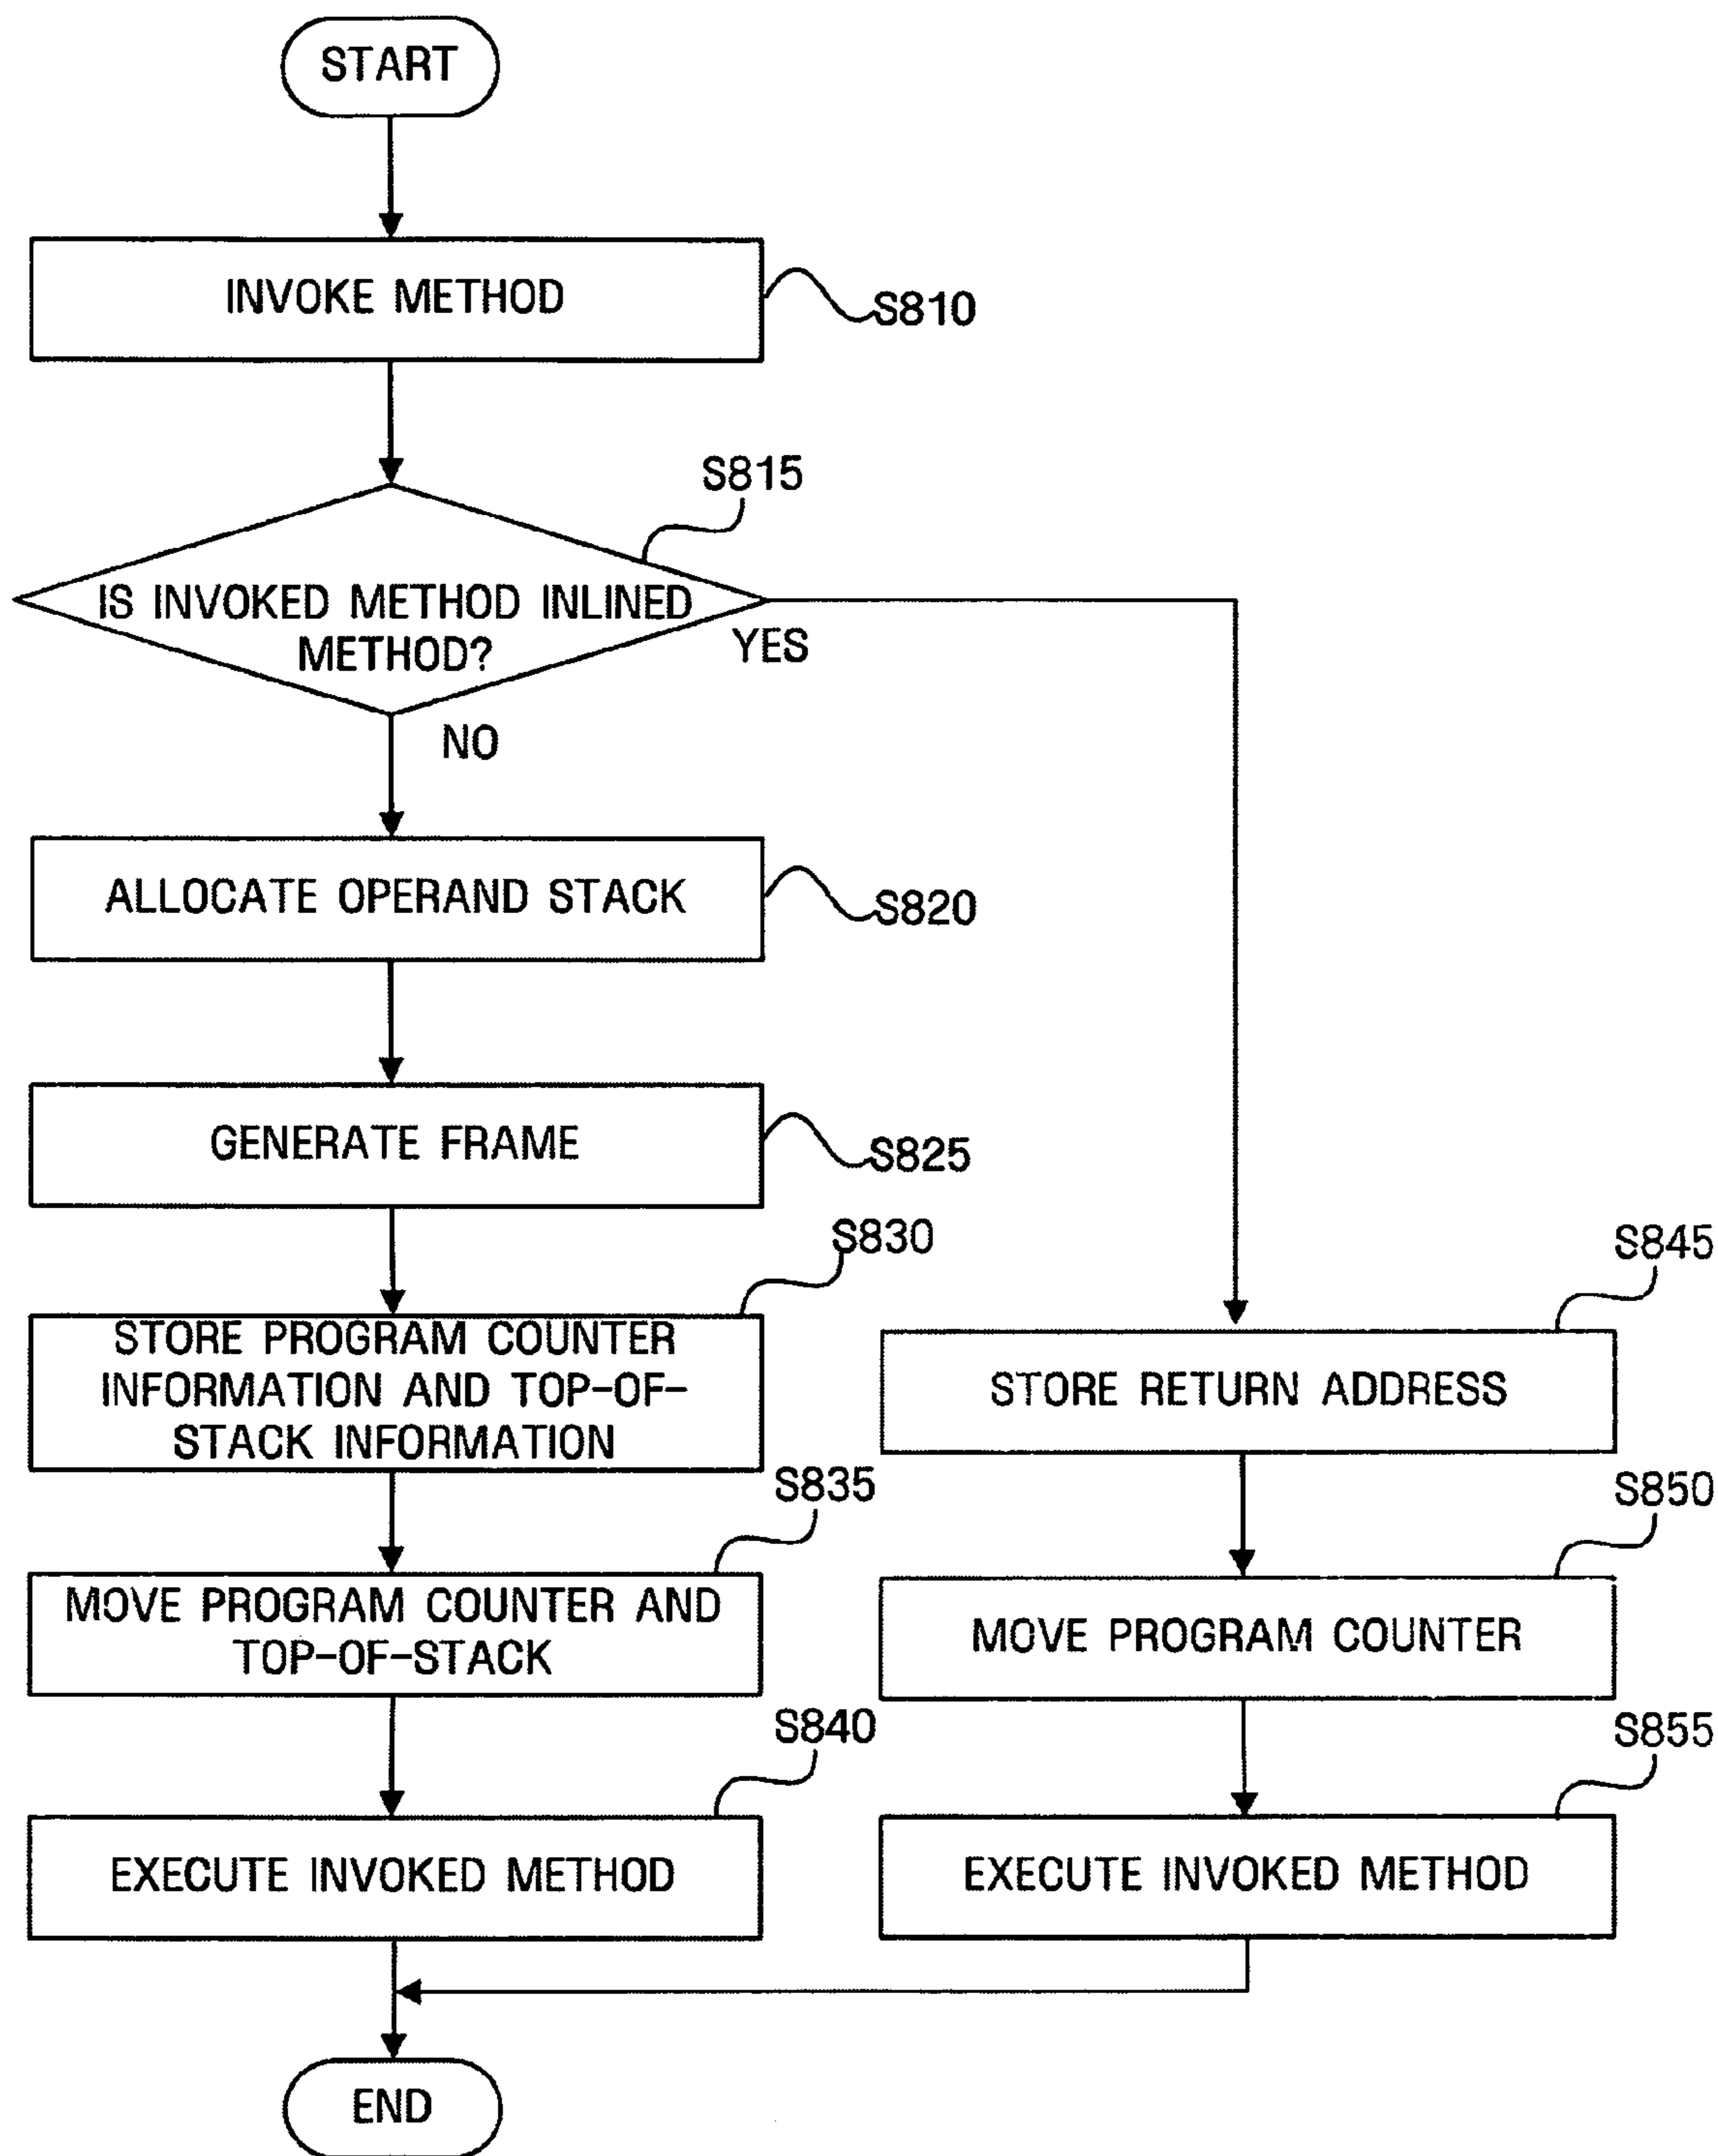 START
INVOKE METHOD
S810
S815
IS INVOKED METHOD INLINED
METHOD?
YES
NO
ALLOCATE OPERAND STACK
S820
GENERATE FRAME
S825
S830
STORE PROGRAM COUNTER
INFORMATION AND TOP-OF-
STACK INFORMATION
S845
STORE RETURN ADDRESS
S835
MOVE PROGRAM COUNTER AND
TOP-OF-STACK
S850
MOVE PROGRAM COUNTER
S840
EXECUTE INVOKED METHOD
S855
EXECUTE INVOKED METHOD
END